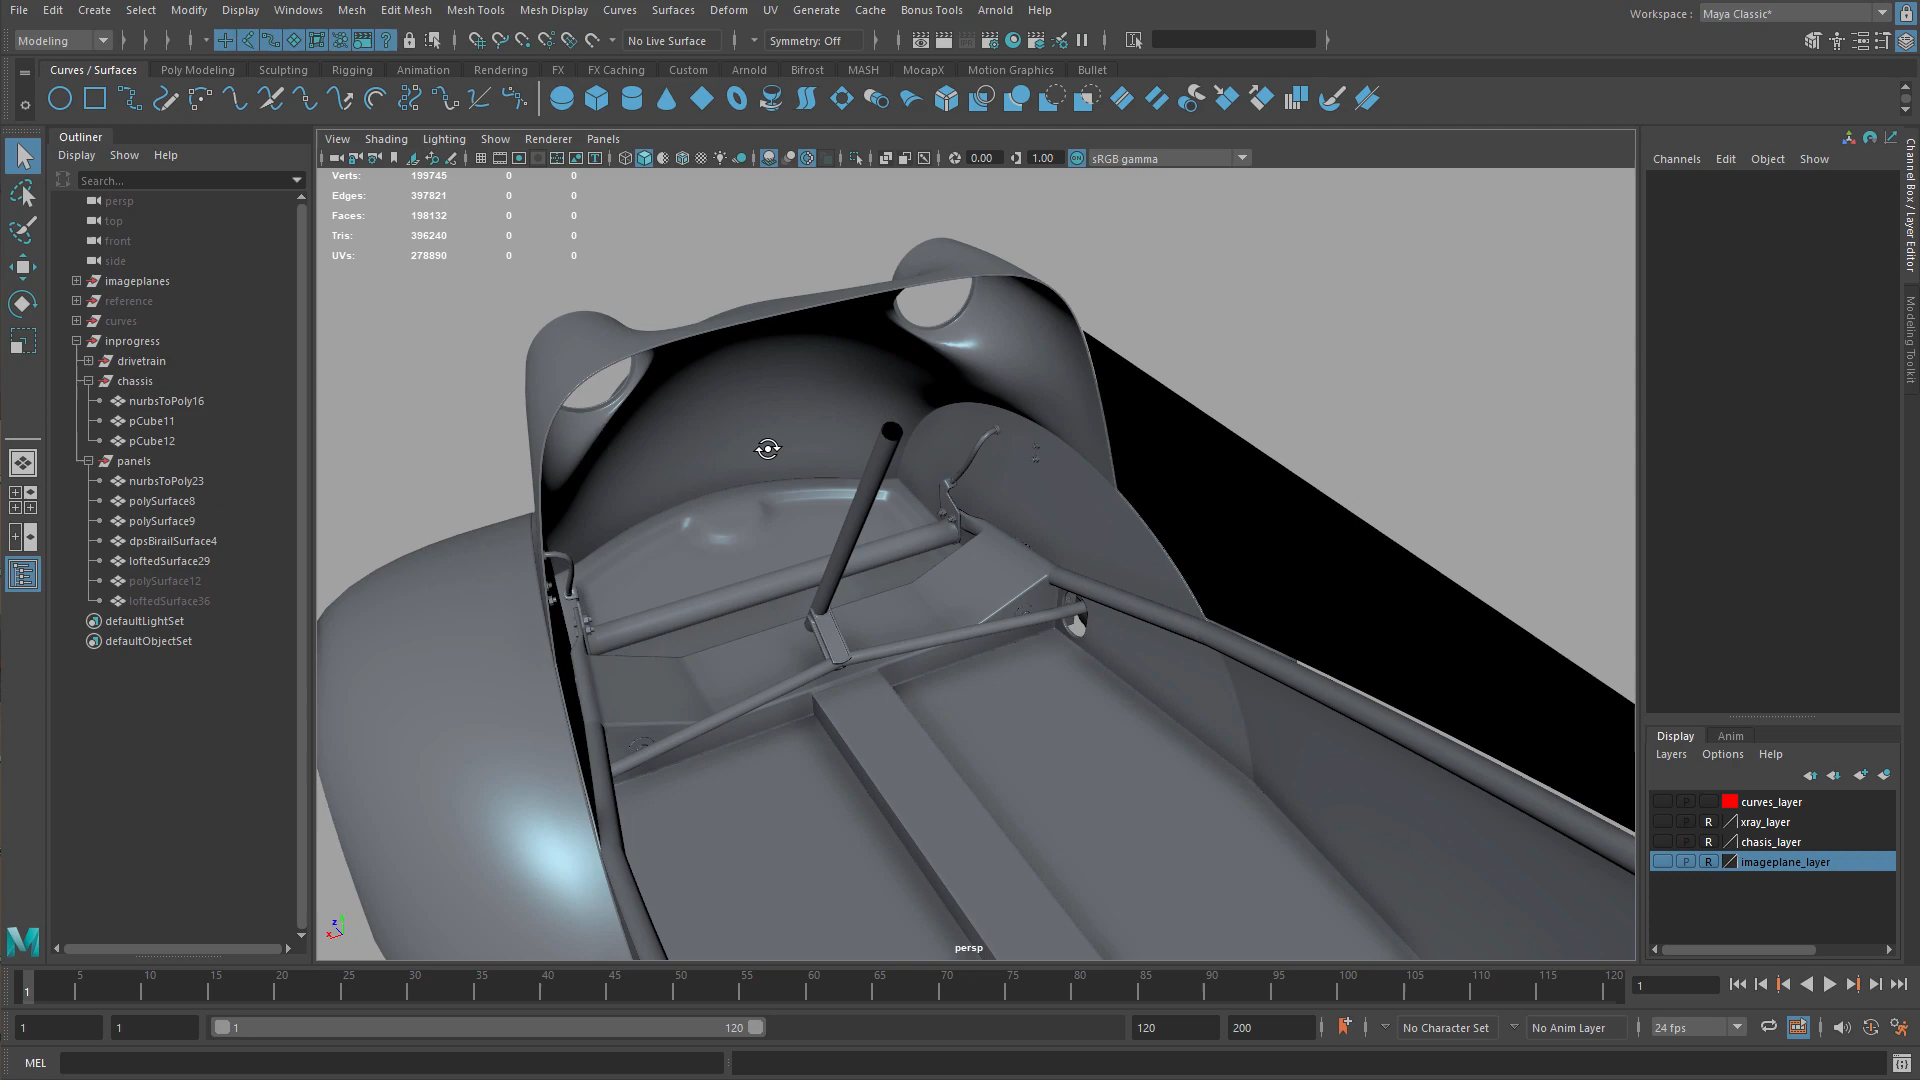 File Edit Create Select Modify Display Windows Mesh Edit Mesh Mesh Tools Mesh Display Curves Surfaces Deform UV Generate Cache Bonus Tools Arnold Help
Workspace : Maya Classic*
Modeling No Live Surface Symmetry: Off
Curves / Surfaces Poly Modeling Sculpting Rigging Animation Rendering FX FX Caching Custom Arnold Bifrost MASH MocapX Motion Graphics Bullet
Outliner
Display Show Help
Search...
persp
top
front
side
imageplanes
reference
curves
inprogress
drivetrain
chassis
nurbsToPoly16
pCube11
pCube12
panels
nurbsToPoly23
polySurface8
polySurface9
dpsBirailSurface4
loftedSurface29
polySurface12
loftedSurface36
defaultLightSet
defaultObjectSet
View Shading Lighting Show Renderer Panels
0.00 1.00 ON sRGB gamma
Verts: 199745 0 0
Edges: 397821 0 0
Faces: 198132 0 0
Tris: 396240 0 0
UVs: 278890 0 0
z
x
persp
Channels Edit Object Show
Channel Box / Layer Editor
Modeling Toolkit
Display Anim
Layers Options Help
P curves_layer
P R xray_layer
P R chasis_layer
P R imageplane_layer
5 10 15 20 25 30 35 40 45 50 55 60 65 70 75 80 85 90 95 100 105 110 115 120
1
1
1 1 1 120 120 200 No Character Set No Anim Layer 24 fps
MEL